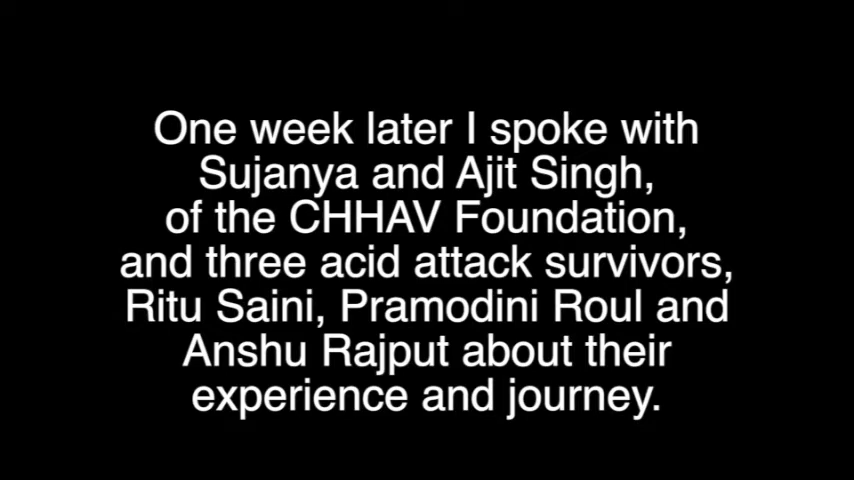 One week later I spoke with
Sujanya and Ajit Singh,
of the CHHAV Foundation,
and three acid attack survivors,
Ritu Saini, Pramodini Roul and
Anshu Rajput about their
experience and journey.